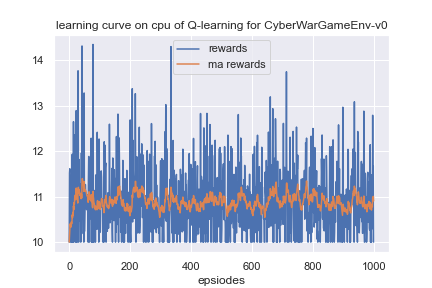 learning curve on cpu of Q-learning for CyberWarGameEnv-v0
rewards
ma rewards
14
13
12
11
10
0 200 400 600 800 1000
epsiodes